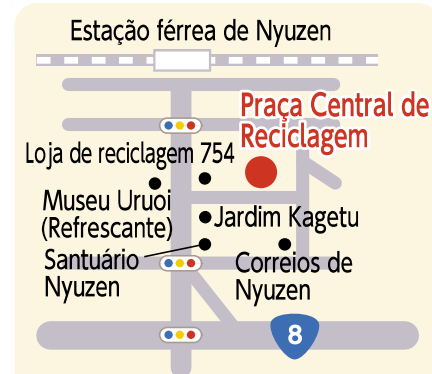 Estação férrea de Nyuzen
Praça Central de
Reciclagem
Loja de reciclagem 754
Museu Uruoi
(Refrescante)
Jardim Kagetu
Santuário
Nyuzen
Correios de
Nyuzen
8